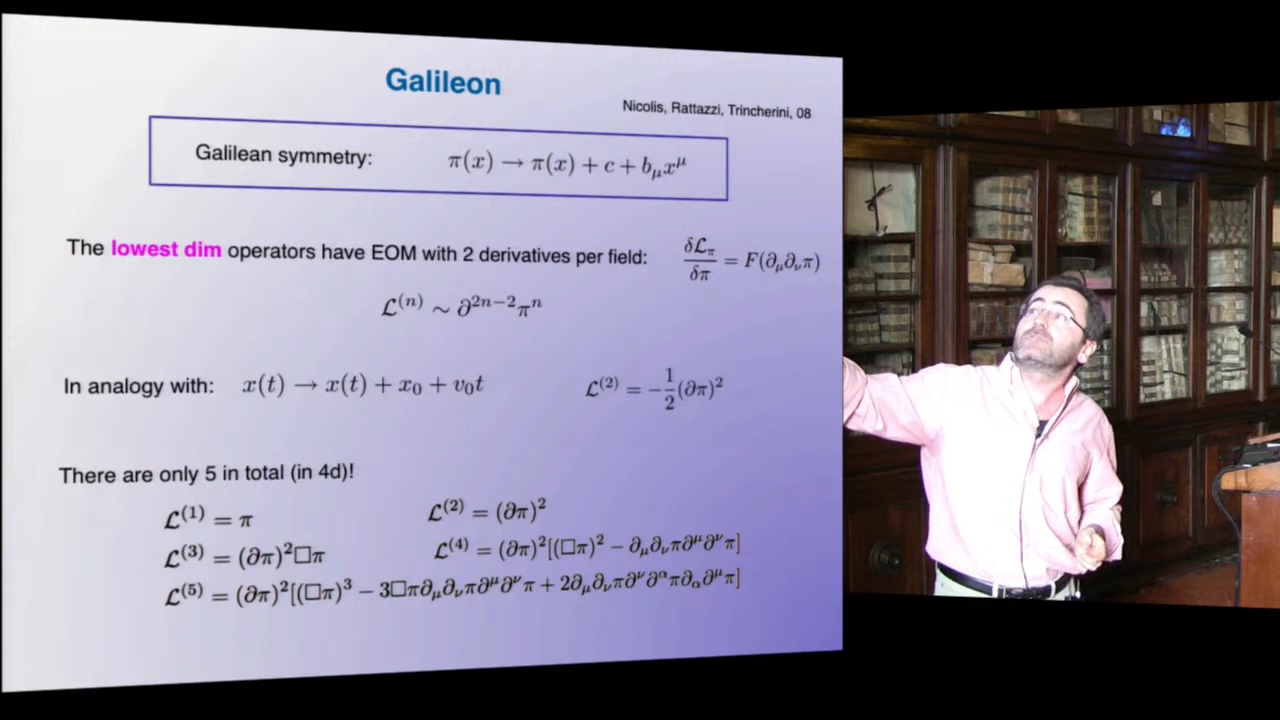 Galileon
Nicolis, Rattazzi, Trincherini, 08
Galilean symmetry: π(x) → π(x) + c + b_μ x^μ
The lowest dim operators have EOM with 2 derivatives per field: δℒ_π/δπ = F(∂_μ∂_νπ)
ℒ^(n) ∼ ∂^{2n−2}π^n
In analogy with: x(t) → x(t) + x₀ + v₀t ℒ^(2) = −1/2(∂π)²
There are only 5 in total (in 4d)!
ℒ^(1) = π ℒ^(2) = (∂π)²
ℒ^(3) = (∂π)²□π ℒ^(4) = (∂π)²[(□π)² − ∂_μ∂_νπ∂^μ∂^νπ]
ℒ^(5) = (∂π)²[(□π)³ − 3□π∂_μ∂_νπ∂^μ∂^νπ + 2∂_μ∂_νπ∂^ν∂^απ∂_α∂^μπ]